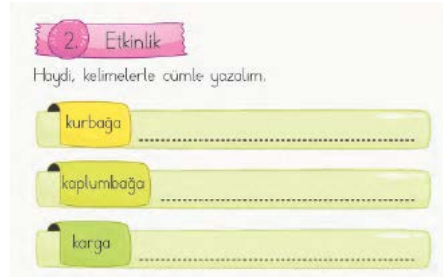 2. Etkinlik
Haydi, kelimelerle cümle yazalım.
kurbağa
kaplumbağa
karga